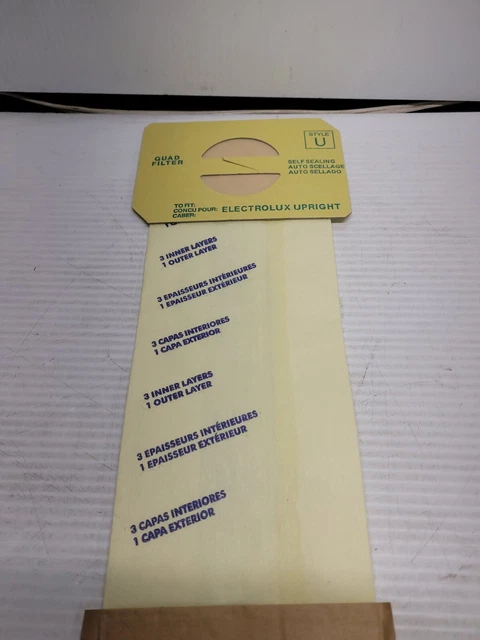 QUAD
FILTER
STYLE
U
SELF SEALING
AUTO SCELLAGE
AUTO SELLADO
TO FIT:
CONCU POUR: ELECTROLUX UPRIGHT
CABER:
3 INNER LAYERS
1 OUTER LAYER
3 EPAISSEURS INTÉRIEURES
1 EPAISSEUR EXTÉRIEUR
3 CAPAS INTERIORES
1 CAPA EXTERIOR
3 INNER LAYERS
1 OUTER LAYER
3 EPAISSEURS INTÉRIEURES
1 EPAISSEUR EXTÉRIEUR
3 CAPAS INTERIORES
1 CAPA EXTERIOR